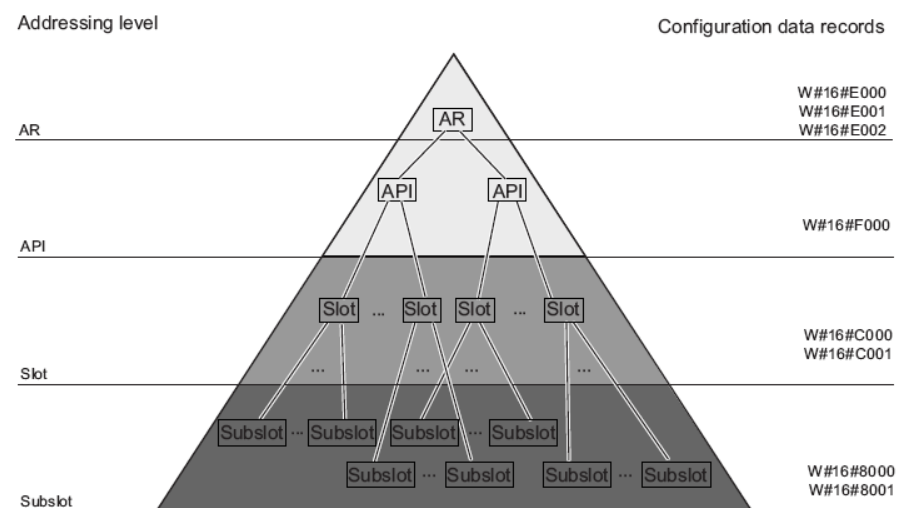 Addressing level
Configuration data records
W#16#E000
W#16#E001
AR
AR W#16#E002
API API
W#16#F000
API
Slot ... Slot Slot ... Slot
W#16#C000
W#16#C001
... ... ... ...
Slot
Subslot ... Subslot Subslot ... Subslot
Subslot ... Subslot Subslot ... Subslot
W#16#8000
W#16#8001
Subslot